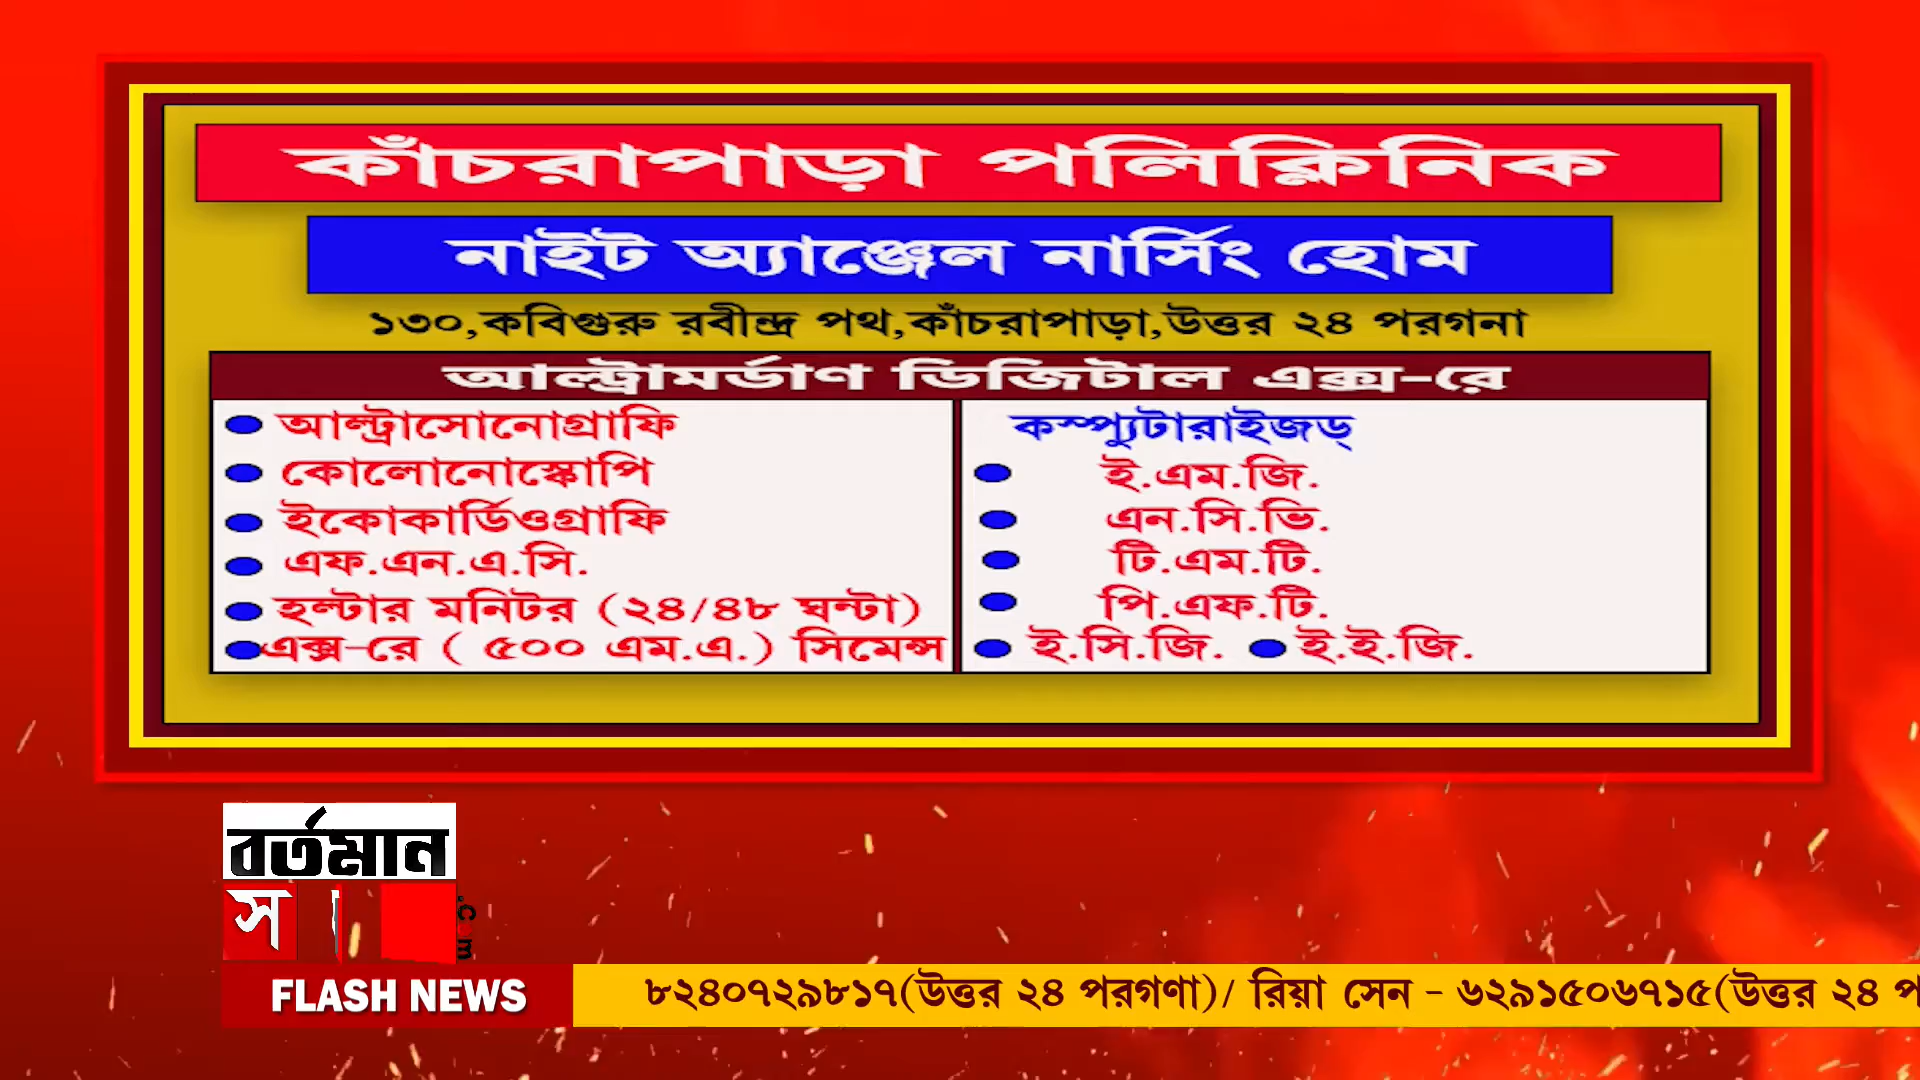 কাঁচরাপাড়া পলিক্লিনিক
নাইট অ্যাঞ্জেল নার্সিং হোম
১৩০,কবিগুরু রবীন্দ্র পথ,কাঁচরাপাড়া,উত্তর ২৪ পরগনা
আল্ট্রামর্ডাণ ডিজিটাল এক্স-রে
আল্ট্রাসোনোগ্রাফি
কোলোনোস্কোপি
ইকোকার্ডিওগ্রাফি
এফ.এন.এ.সি.
হল্টার মনিটর (২৪/৪৮ ঘন্টা)
এক্স-রে ( ৫০০ এম.এ.) সিমেন্স
কস্প্যুটারাইজড্
ই.এম.জি.
এন.সি.ভি.
টি.এম.টি.
পি.এফ.টি.
ই.সি.জি. ই.ই.জি.
বর্তমান
স
.com
FLASH NEWS
৮২৪০৭২৯৮১৭(উত্তর ২৪ পরগণা)/ রিয়া সেন - ৬২৯১৫০৬৭১৫(উত্তর ২৪ প